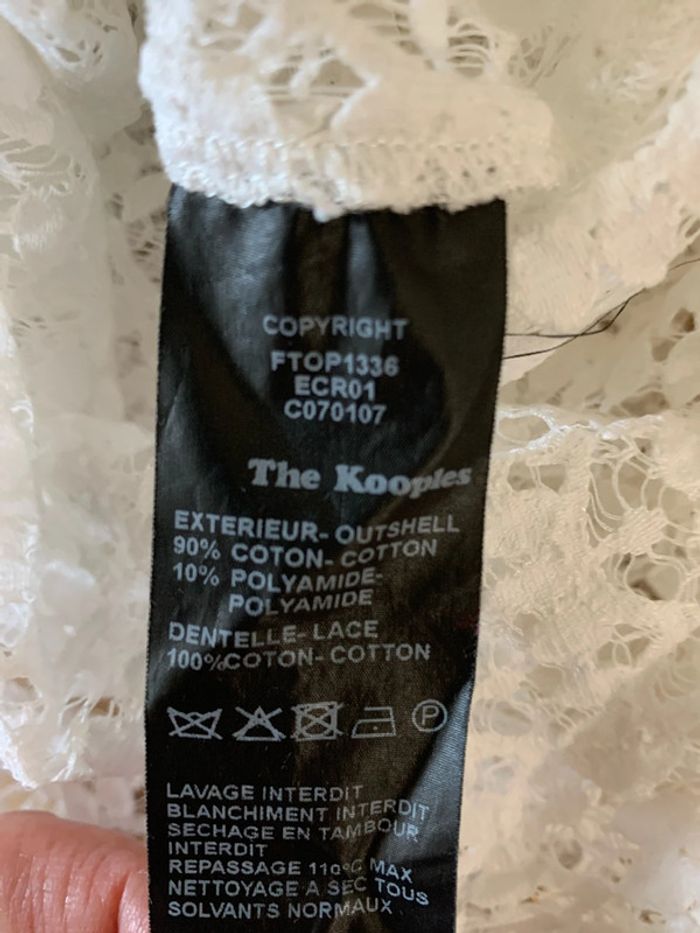 COPYRIGHT
FTOP1336
ECR01
C070107
The Kooples
EXTERIEUR- OUTSHELL
90% COTON- COTTON
10% POLYAMIDE-
POLYAMIDE
DENTELLE- LACE
100%COTON- COTTON
P
LAVAGE INTERDIT
BLANCHIMENT INTERDIT
SECHAGE EN TAMBOUR
INTERDIT
REPASSAGE 110°C MAX
NETTOYAGE A SEC TOUS
SOLVANTS NORMAUX